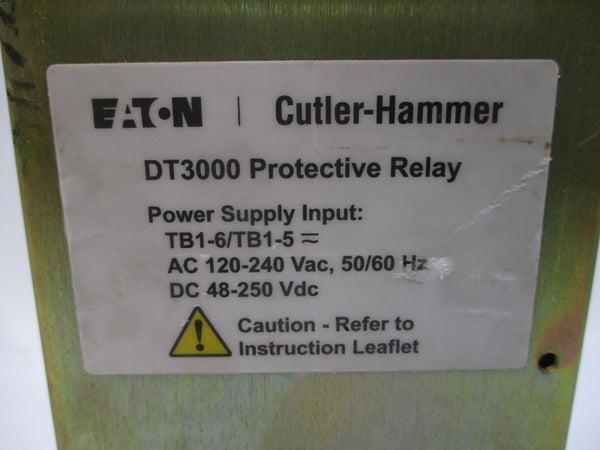 EATON | Cutler-Hammer
DT3000 Protective Relay
Power Supply Input:
TB1-6/TB1-5 ⎓
AC 120-240 Vac, 50/60 Hz
DC 48-250 Vdc
Caution - Refer to
Instruction Leaflet